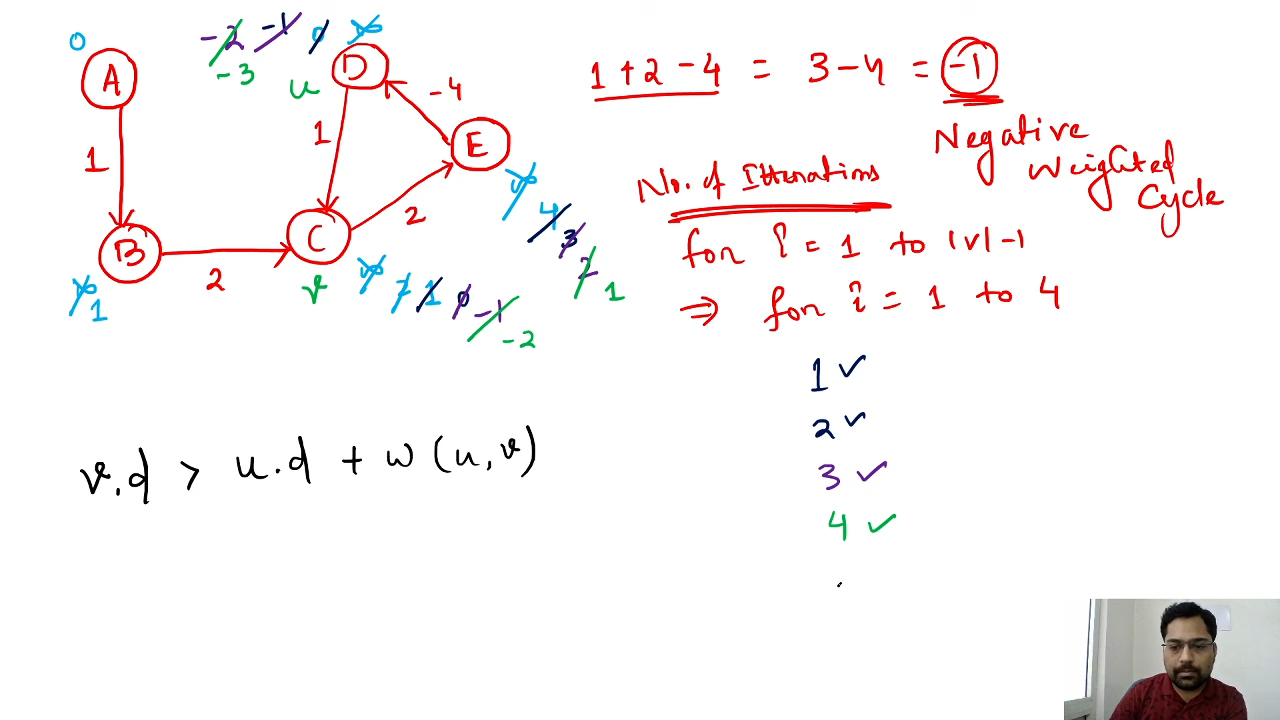 0
-2 -1 0 ∞
-3 u
A
D
-4
1
1
E
∞ 4 3 2 1
2
B
C
2
∞ 1
v
∞ 7 1 0 -1 -2
v.d > u.d + w (u,v)
1 + 2 - 4 = 3 - 4 = -1
Negative
Weighted
Cycle
No. of Itterations
for i = 1 to |v| - 1
⇒ for i = 1 to 4
1 ✓
2 ✓
3 ✓
4 ✓